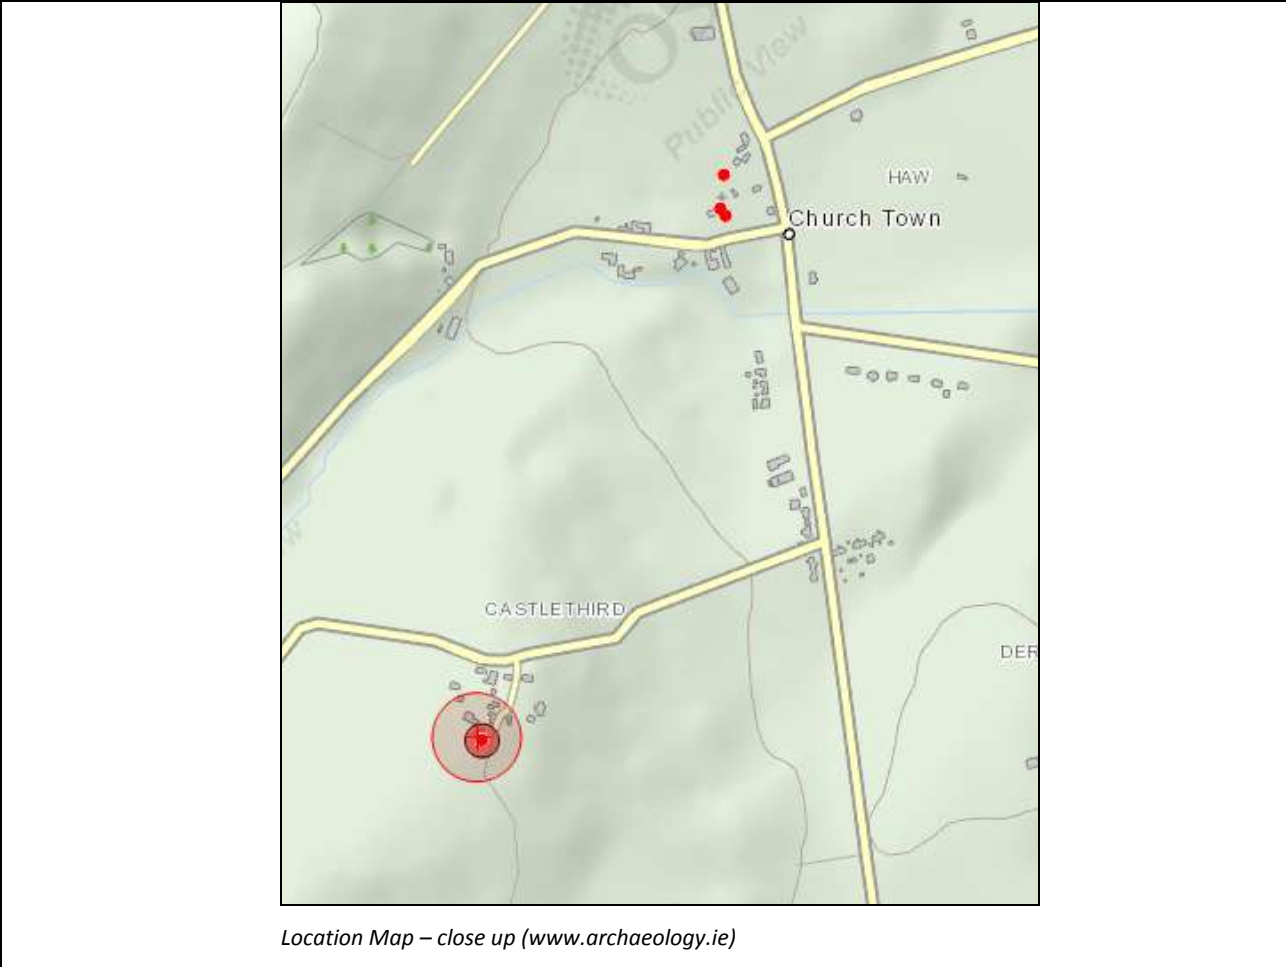 Public View
HAW
Church Town
CASTLETHIRD
DER
Location Map – close up (www.archaeology.ie)